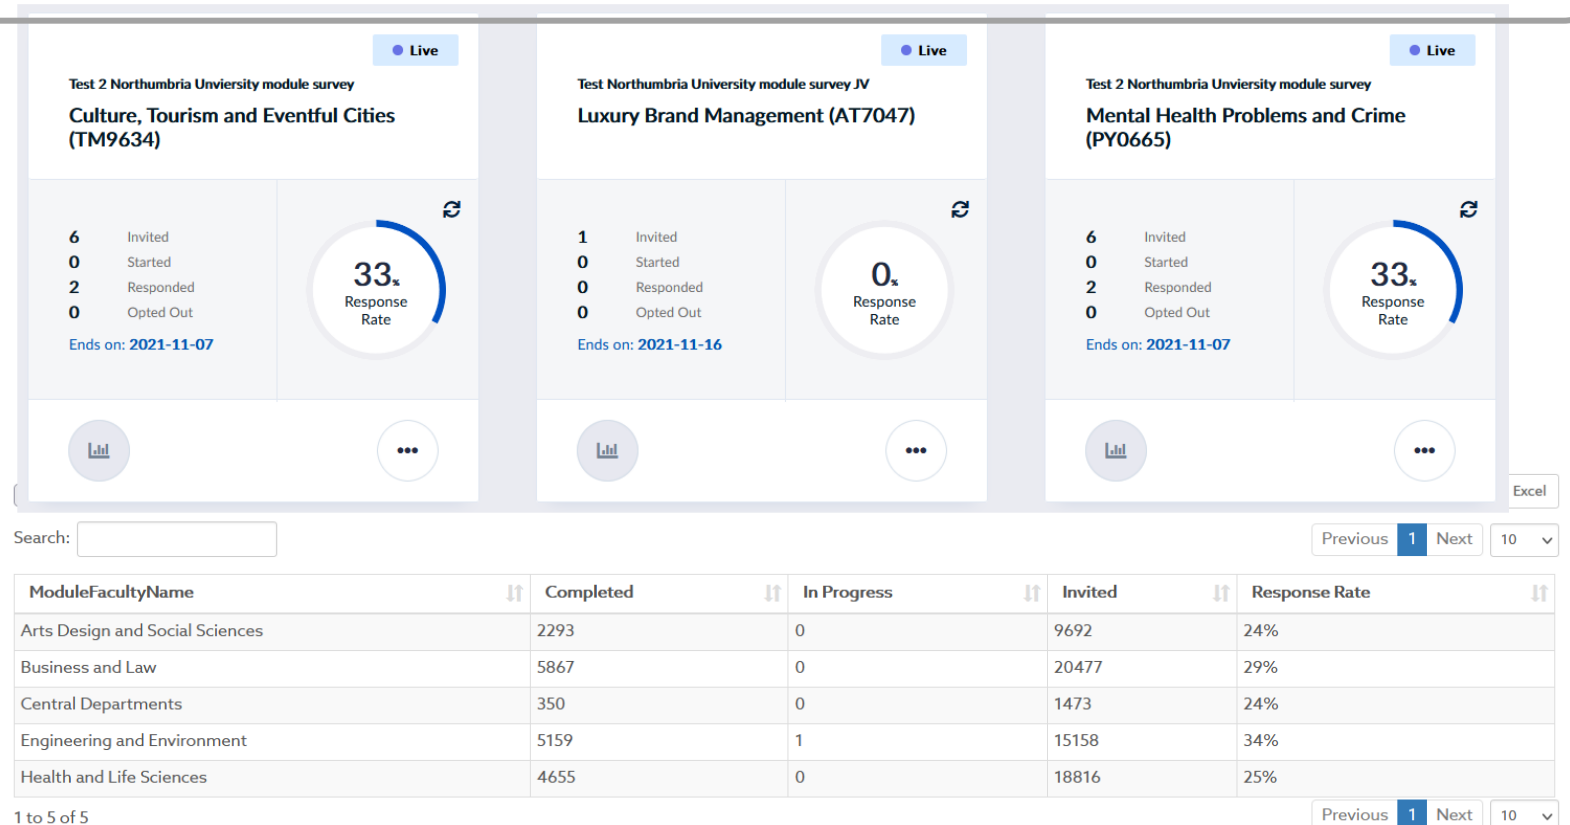 Live
Test 2 Northumbria Unviersity module survey
Culture, Tourism and Eventful Cities
(TM9634)
6 Invited
0 Started
2 Responded
0 Opted Out
Ends on: 2021-11-07
33%
Response
Rate
Live
Test Northumbria University module survey JV
Luxury Brand Management (AT7047)
1 Invited
0 Started
0 Responded
0 Opted Out
Ends on: 2021-11-16
0%
Response
Rate
Live
Test 2 Northumbria Unviersity module survey
Mental Health Problems and Crime
(PY0665)
6 Invited
0 Started
2 Responded
0 Opted Out
Ends on: 2021-11-07
33%
Response
Rate
Excel
Search:
Previous 1 Next 10
ModuleFacultyName Completed In Progress Invited Response Rate
Arts Design and Social Sciences 2293 0 9692 24%
Business and Law 5867 0 20477 29%
Central Departments 350 0 1473 24%
Engineering and Environment 5159 1 15158 34%
Health and Life Sciences 4655 0 18816 25%
1 to 5 of 5
Previous 1 Next 10